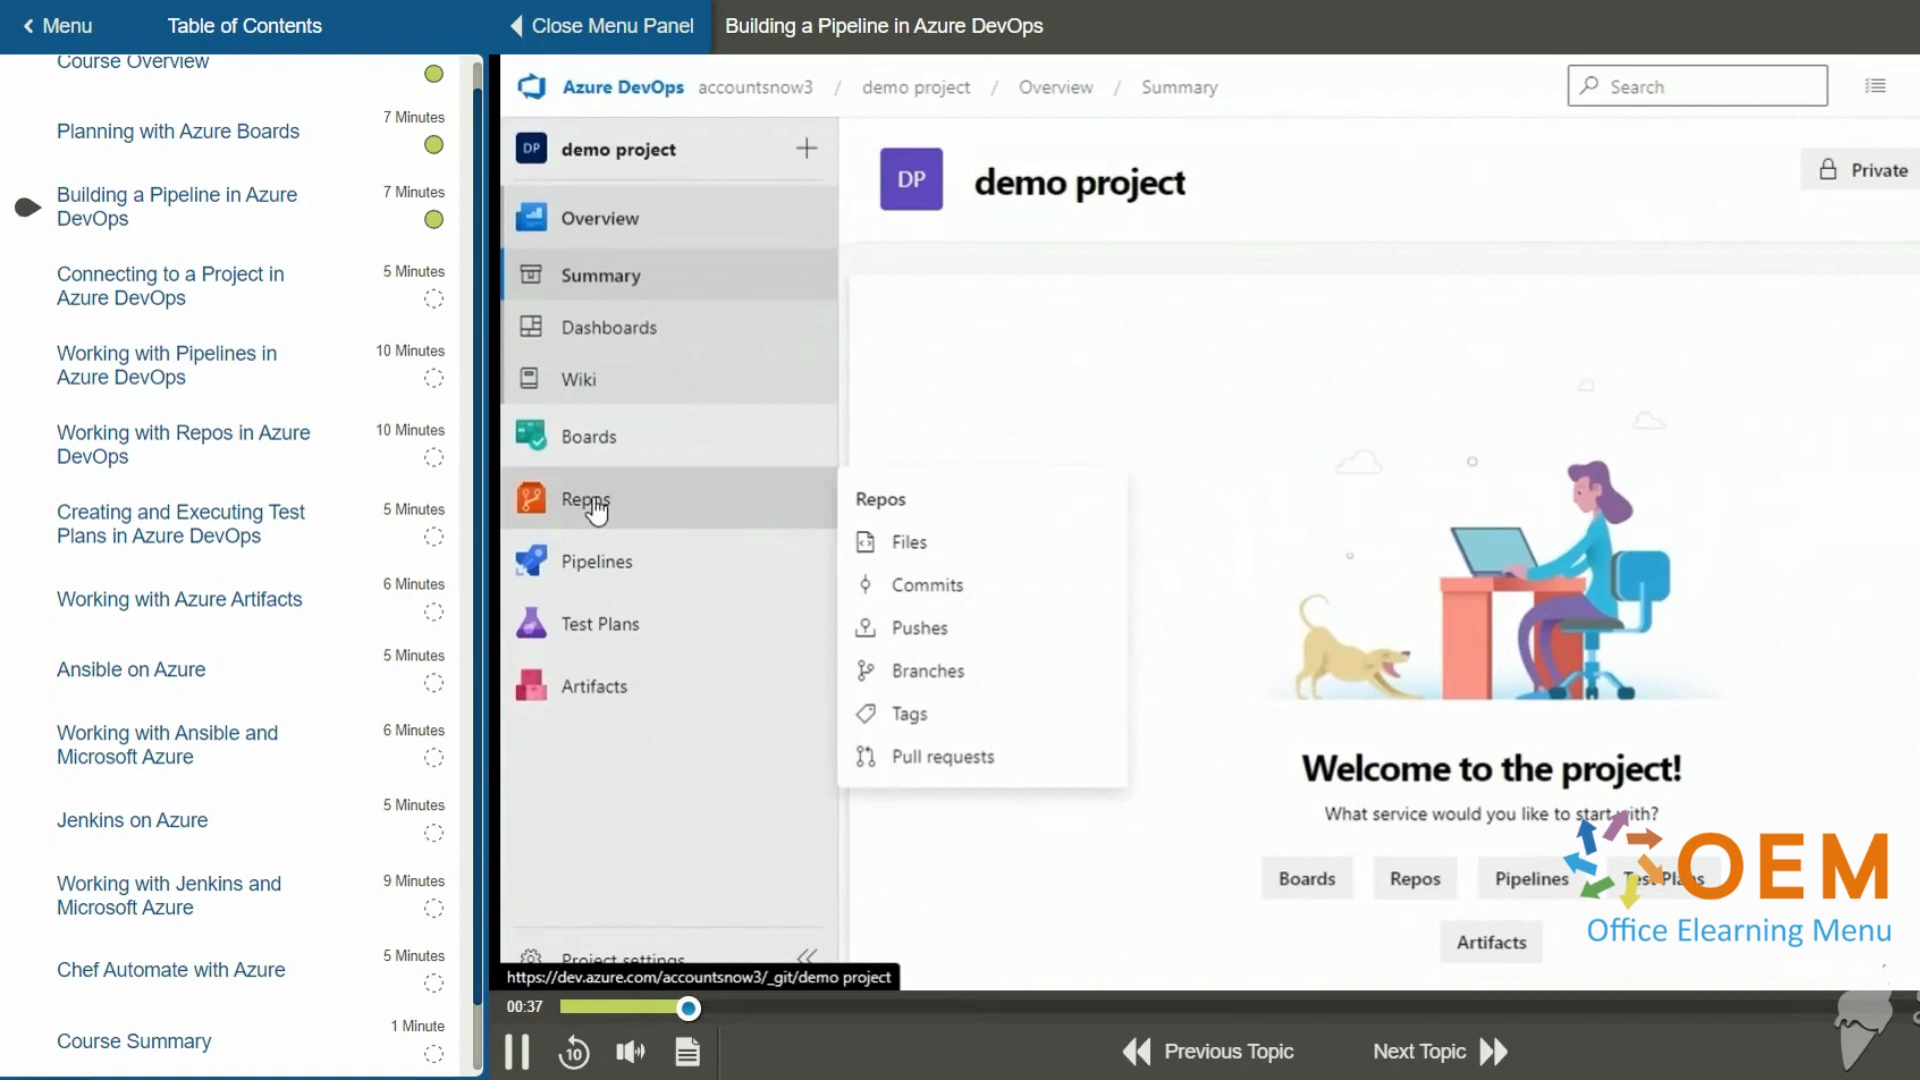 Menu
Table of Contents
Close Menu Panel
Building a Pipeline in Azure DevOps
Course Overview
7 Minutes
Planning with Azure Boards
7 Minutes
Building a Pipeline in Azure
DevOps
5 Minutes
Connecting to a Project in
Azure DevOps
10 Minutes
Working with Pipelines in
Azure DevOps
10 Minutes
Working with Repos in Azure
DevOps
5 Minutes
Creating and Executing Test
Plans in Azure DevOps
6 Minutes
Working with Azure Artifacts
5 Minutes
Ansible on Azure
6 Minutes
Working with Ansible and
Microsoft Azure
5 Minutes
Jenkins on Azure
9 Minutes
Working with Jenkins and
Microsoft Azure
5 Minutes
Chef Automate with Azure
1 Minute
Course Summary
Azure DevOps accountsnow3 / demo project / Overview / Summary
Search
DP demo project
Overview
Summary
Dashboards
Wiki
Boards
Repos
Pipelines
Test Plans
Artifacts
Project settings
Repos
Files
Commits
Pushes
Branches
Tags
Pull requests
DP demo project
Private
Welcome to the project!
What service would you like to start with?
Boards Repos Pipelines Test Plans
Artifacts
OEM
Office Elearning Menu
https://dev.azure.com/accountsnow3/_git/demo project
00:37
10
Previous Topic
Next Topic